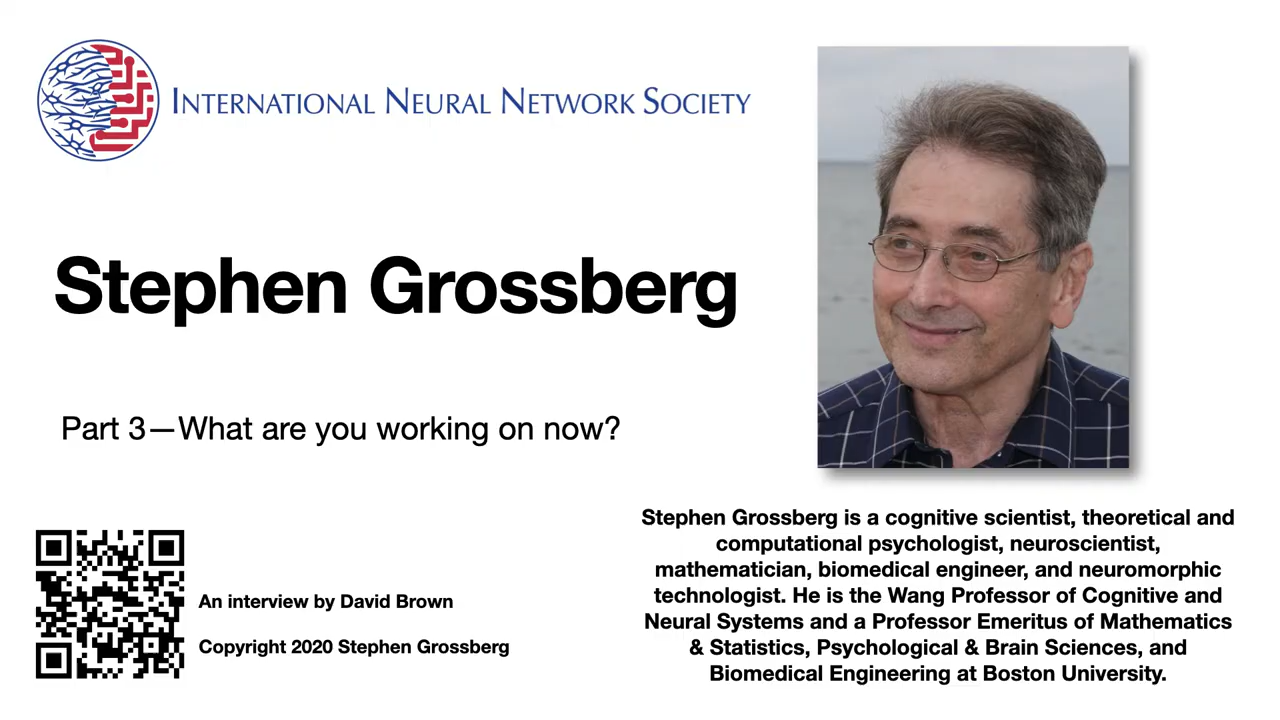 INTERNATIONAL NEURAL NETWORK SOCIETY
Stephen Grossberg
Part 3—What are you working on now?
An interview by David Brown
Copyright 2020 Stephen Grossberg
Stephen Grossberg is a cognitive scientist, theoretical and
computational psychologist, neuroscientist,
mathematician, biomedical engineer, and neuromorphic
technologist. He is the Wang Professor of Cognitive and
Neural Systems and a Professor Emeritus of Mathematics
& Statistics, Psychological & Brain Sciences, and
Biomedical Engineering at Boston University.